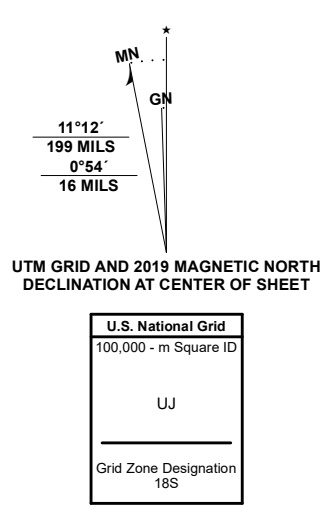 ★
MN
GN
11°12´
199 MILS
0°54´
16 MILS
UTM GRID AND 2019 MAGNETIC NORTH
DECLINATION AT CENTER OF SHEET
U.S. National Grid
100,000 - m Square ID
UJ
Grid Zone Designation
18S